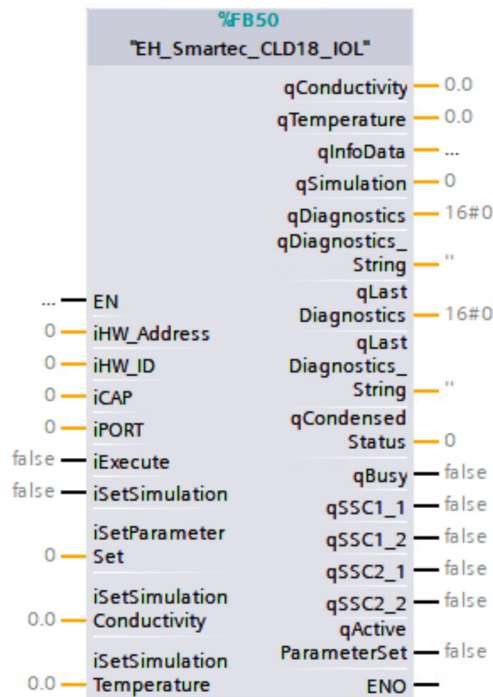 %FB50
"EH_Smartec_CLD18_IOL"
qConductivity 0.0
qTemperature 0.0
qInfoData ...
qSimulation 0
qDiagnostics 16#0
qDiagnostics_
String ''
qLast
Diagnostics 16#0
qLast
Diagnostics_
String ''
qCondensed
Status 0
qBusy false
qSSC1_1 false
qSSC1_2 false
qSSC2_1 false
qSSC2_2 false
qActive
ParameterSet false
ENO
... EN
0 iHW_Address
0 iHW_ID
0 iCAP
0 iPORT
false iExecute
false iSetSimulation
iSetParameter
0 Set
iSetSimulation
0.0 Conductivity
iSetSimulation
0.0 Temperature